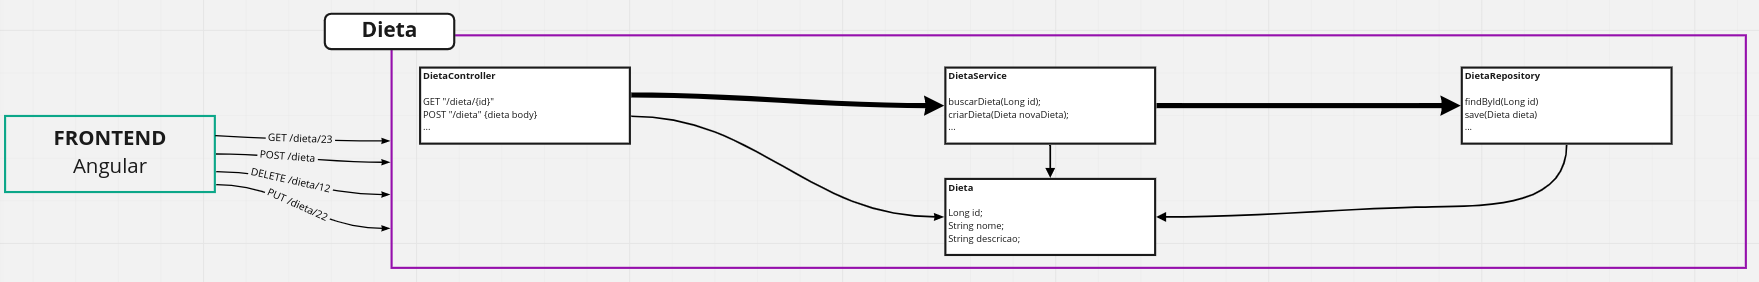 Dieta
FRONTEND
Angular
GET /dieta/23
POST /dieta
DELETE /dieta/12
PUT /dieta/22
DietaController
GET "/dieta/{id}"
POST "/dieta" {dieta body}
...
DietaService
buscarDieta(Long id);
criarDieta(Dieta novaDieta);
...
DietaRepository
findById(Long id)
save(Dieta dieta)
...
Dieta
Long id;
String nome;
String descricao;